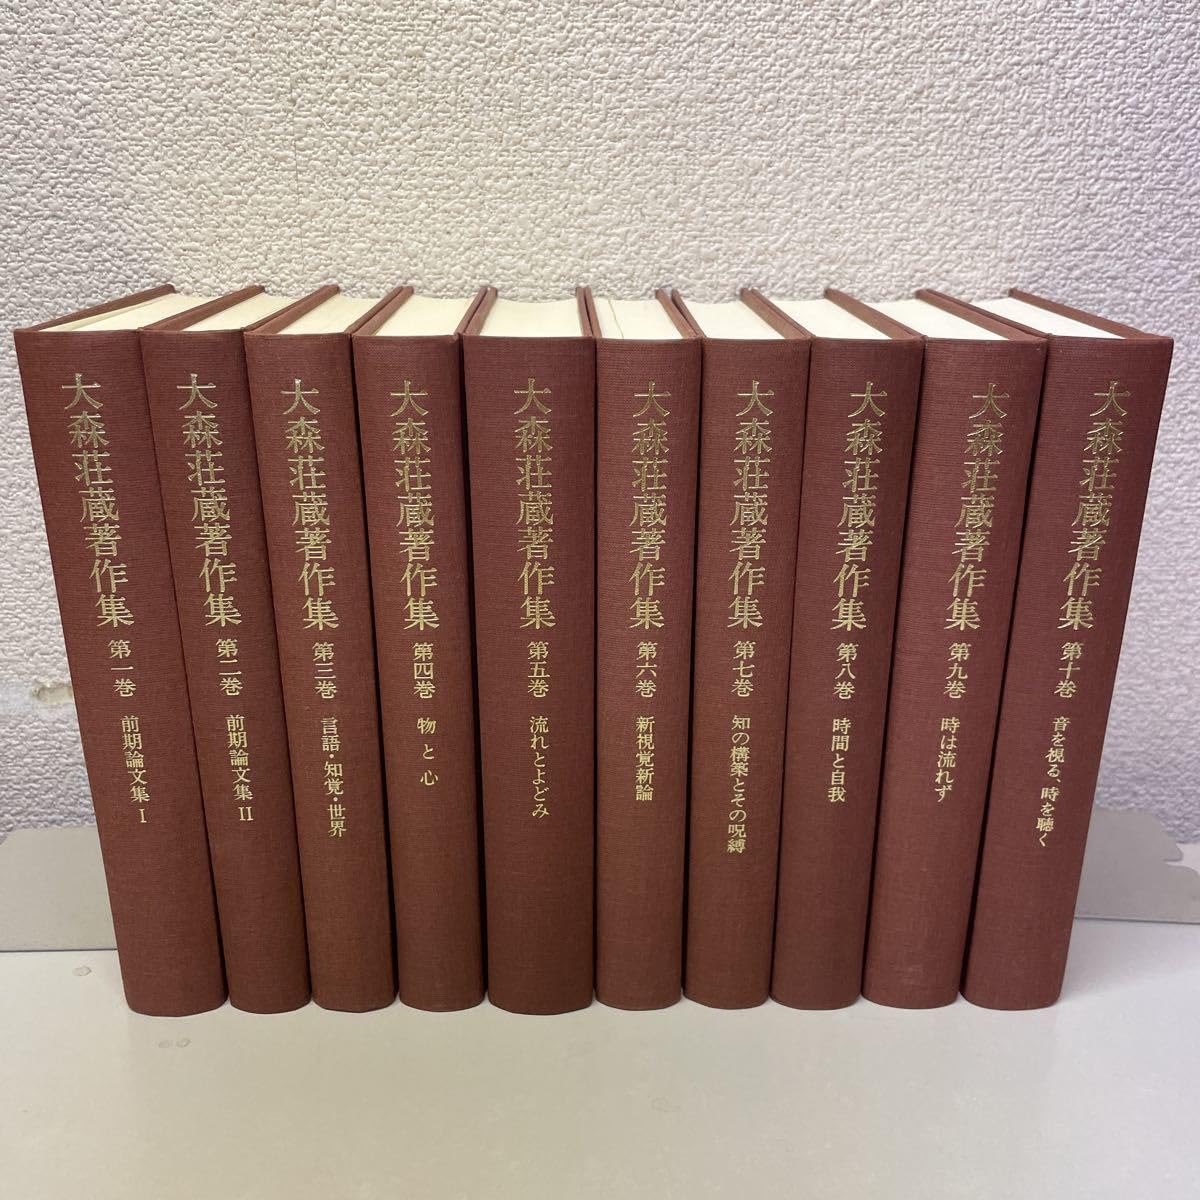 大森荘蔵著作集 第一巻 前期論文集 I
大森荘蔵著作集 第二巻 前期論文集 II
大森荘蔵著作集 第三巻 言語・知覚・世界
大森荘蔵著作集 第四巻 物と心
大森荘蔵著作集 第五巻 流れとよどみ
大森荘蔵著作集 第六巻 新視覚新論
大森荘蔵著作集 第七巻 知の構築とその呪縛
大森荘蔵著作集 第八巻 時間と自我
大森荘蔵著作集 第九巻 時は流れず
大森荘蔵著作集 第十巻 音を視る、時を聴く